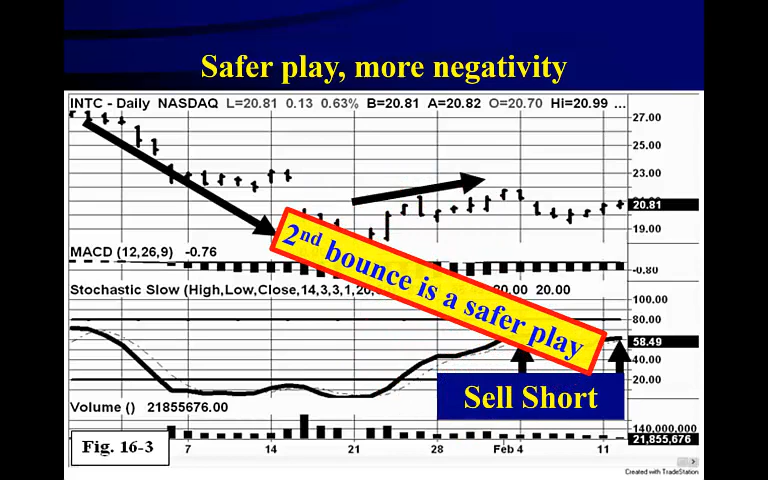 Safer play, more negativity
INTC - Daily NASDAQ L=20.81 0.13 0.63% B=20.81 A=20.82 O=20.70 Hi=20.99 ...
27.00
25.00
23.00
20.81
19.00
2nd bounce is a safer play
MACD (12,26,9) -0.76
-0.80
Stochastic Slow (High,Low,Close,14,3,3,1,20, 20.00
100.00
80.00
58.49
40.00
20.00
Sell Short
Volume () 21855676.00
140,000,000
21,855,676
Fig. 16-3
7 14 21 28 Feb 4 11
Created with TradeStation